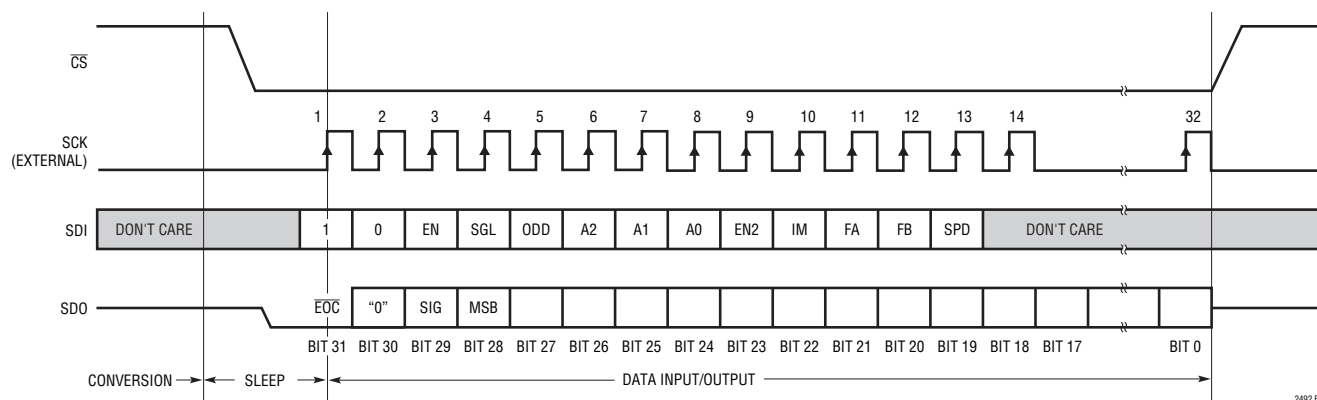 CS
1 2 3 4 5 6 7 8 9 10 11 12 13 14 32
SCK
(EXTERNAL)
SDI DON'T CARE 1 0 EN SGL ODD A2 A1 A0 EN2 IM FA FB SPD DON'T CARE
SDO EOC “0” SIG MSB
BIT 31 BIT 30 BIT 29 BIT 28 BIT 27 BIT 26 BIT 25 BIT 24 BIT 23 BIT 22 BIT 21 BIT 20 BIT 19 BIT 18 BIT 17 BIT 0
CONVERSION SLEEP DATA INPUT/OUTPUT